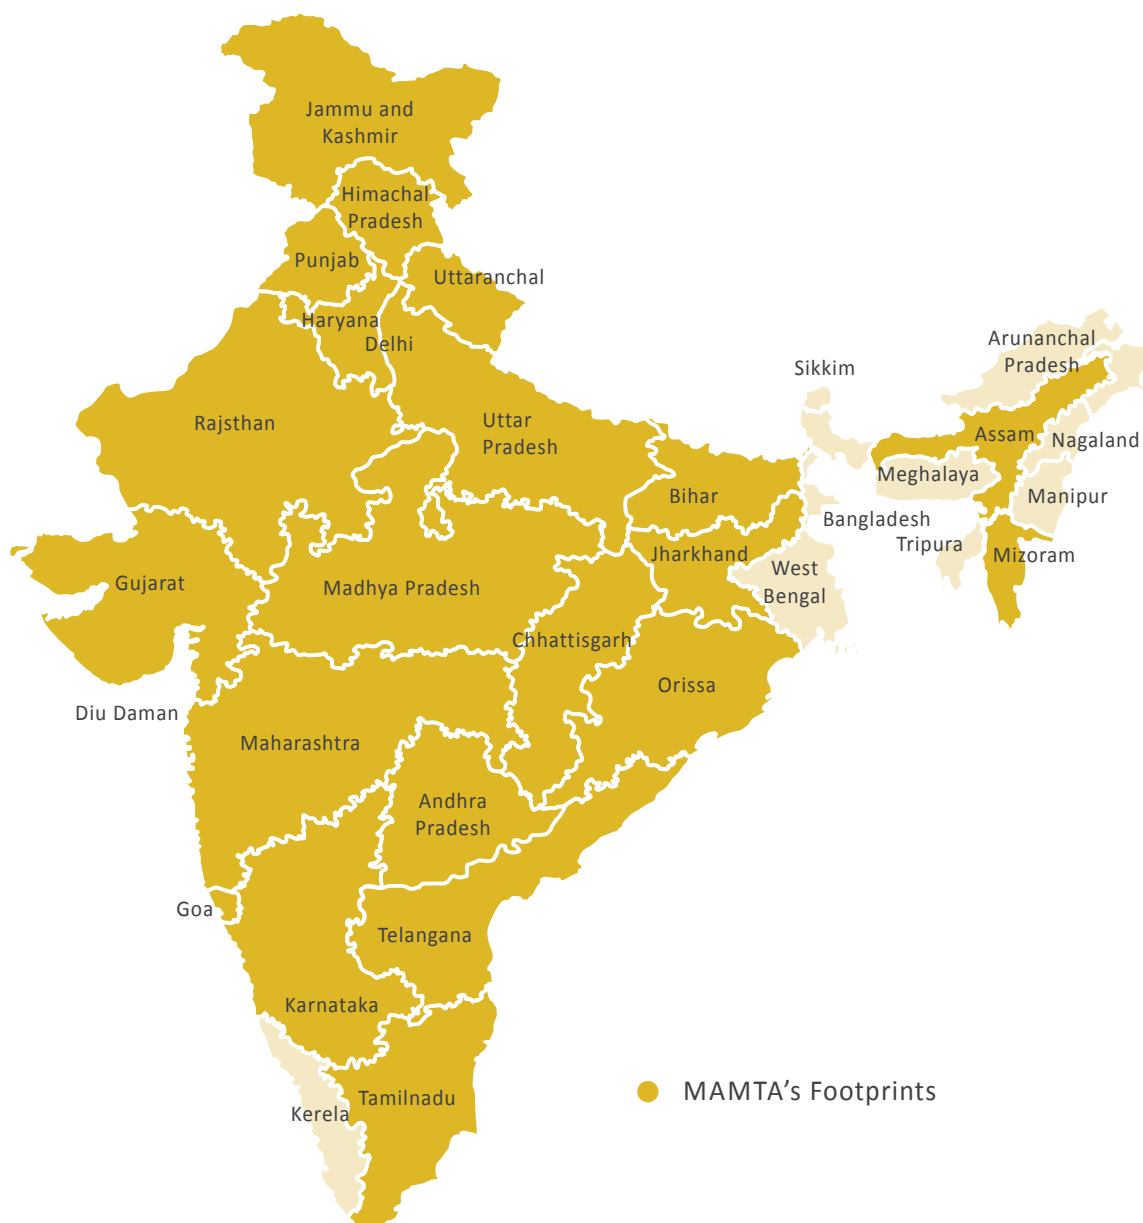 Jammu and
Kashmir
Himachal
Pradesh
Punjab
Uttaranchal
Haryana
Delhi
Arunanchal
Pradesh
Sikkim
Rajsthan
Uttar
Pradesh
Assam
Nagaland
Meghalaya
Bihar
Manipur
Bangladesh
Tripura
Jharkhand
Mizoram
West
Bengal
Gujarat
Madhya Pradesh
Chhattisgarh
Orissa
Diu Daman
Maharashtra
Andhra
Pradesh
Goa
Telangana
Karnataka
MAMTA's Footprints
Tamilnadu
Kerela